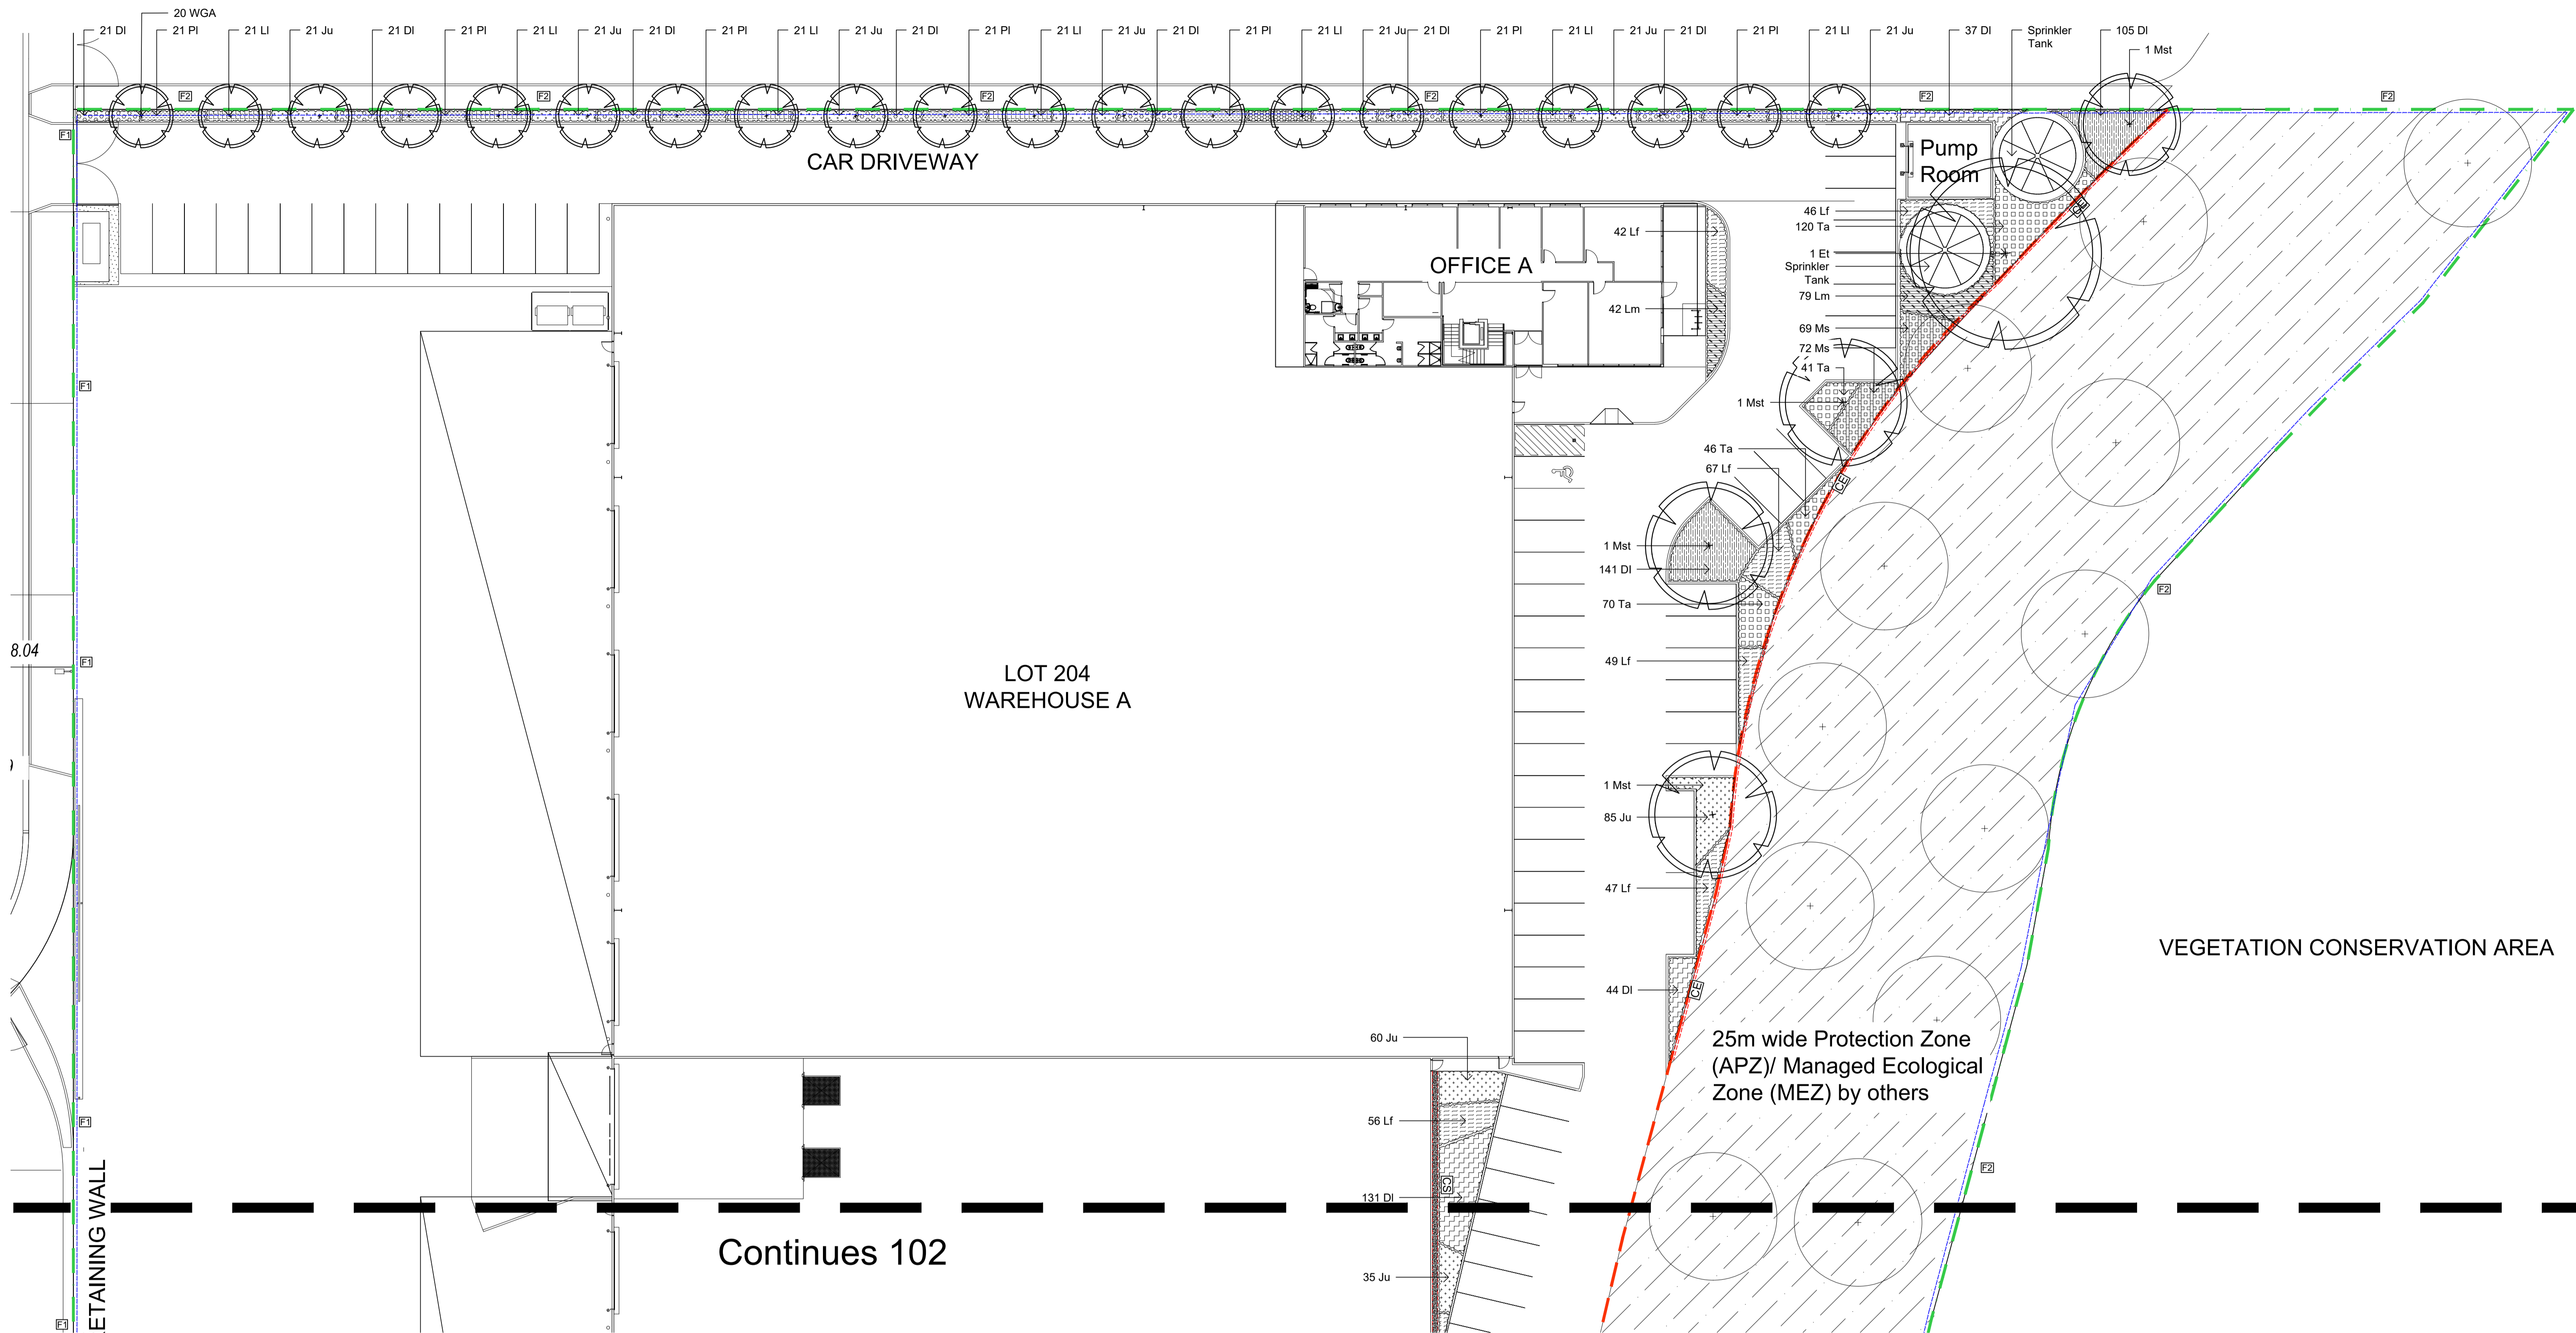 20 WGA
21 Dl
21 Pl
21 Ll
21 Ju
21 Dl
21 Pl
21 Ll
21 Ju
21 Dl
21 Pl
21 Ll
21 Ju
21 Dl
21 Pl
21 Ll
21 Ju
21 Dl
21 Pl
21 Ll
21 Ju
21 Dl
21 Pl
21 Ll
21 Ju
21 Dl
21 Pl
21 Ll
21 Ju
37 Dl
Sprinkler
Tank
105 Dl
1 Mst
F2
F2
F2
F2
F2
F2
F1
CAR DRIVEWAY
Pump
Room
46 Lf
120 Ta
1 Et
Sprinkler
Tank
79 Lm
69 Ms
72 Ms
41 Ta
1 Mst
CE
42 Lf
OFFICE A
42 Lm
F1
46 Ta
67 Lf
CE
1 Mst
141 Dl
70 Ta
F2
8.04
F1
49 Lf
LOT 204
WAREHOUSE A
1 Mst
85 Ju
47 Lf
VEGETATION CONSERVATION AREA
44 Dl
CE
25m wide Protection Zone
(APZ)/ Managed Ecological
Zone (MEZ) by others
60 Ju
56 Lf
F1
F2
CS
131 Dl
ETAINING WALL
Continues 102
35 Ju
F1